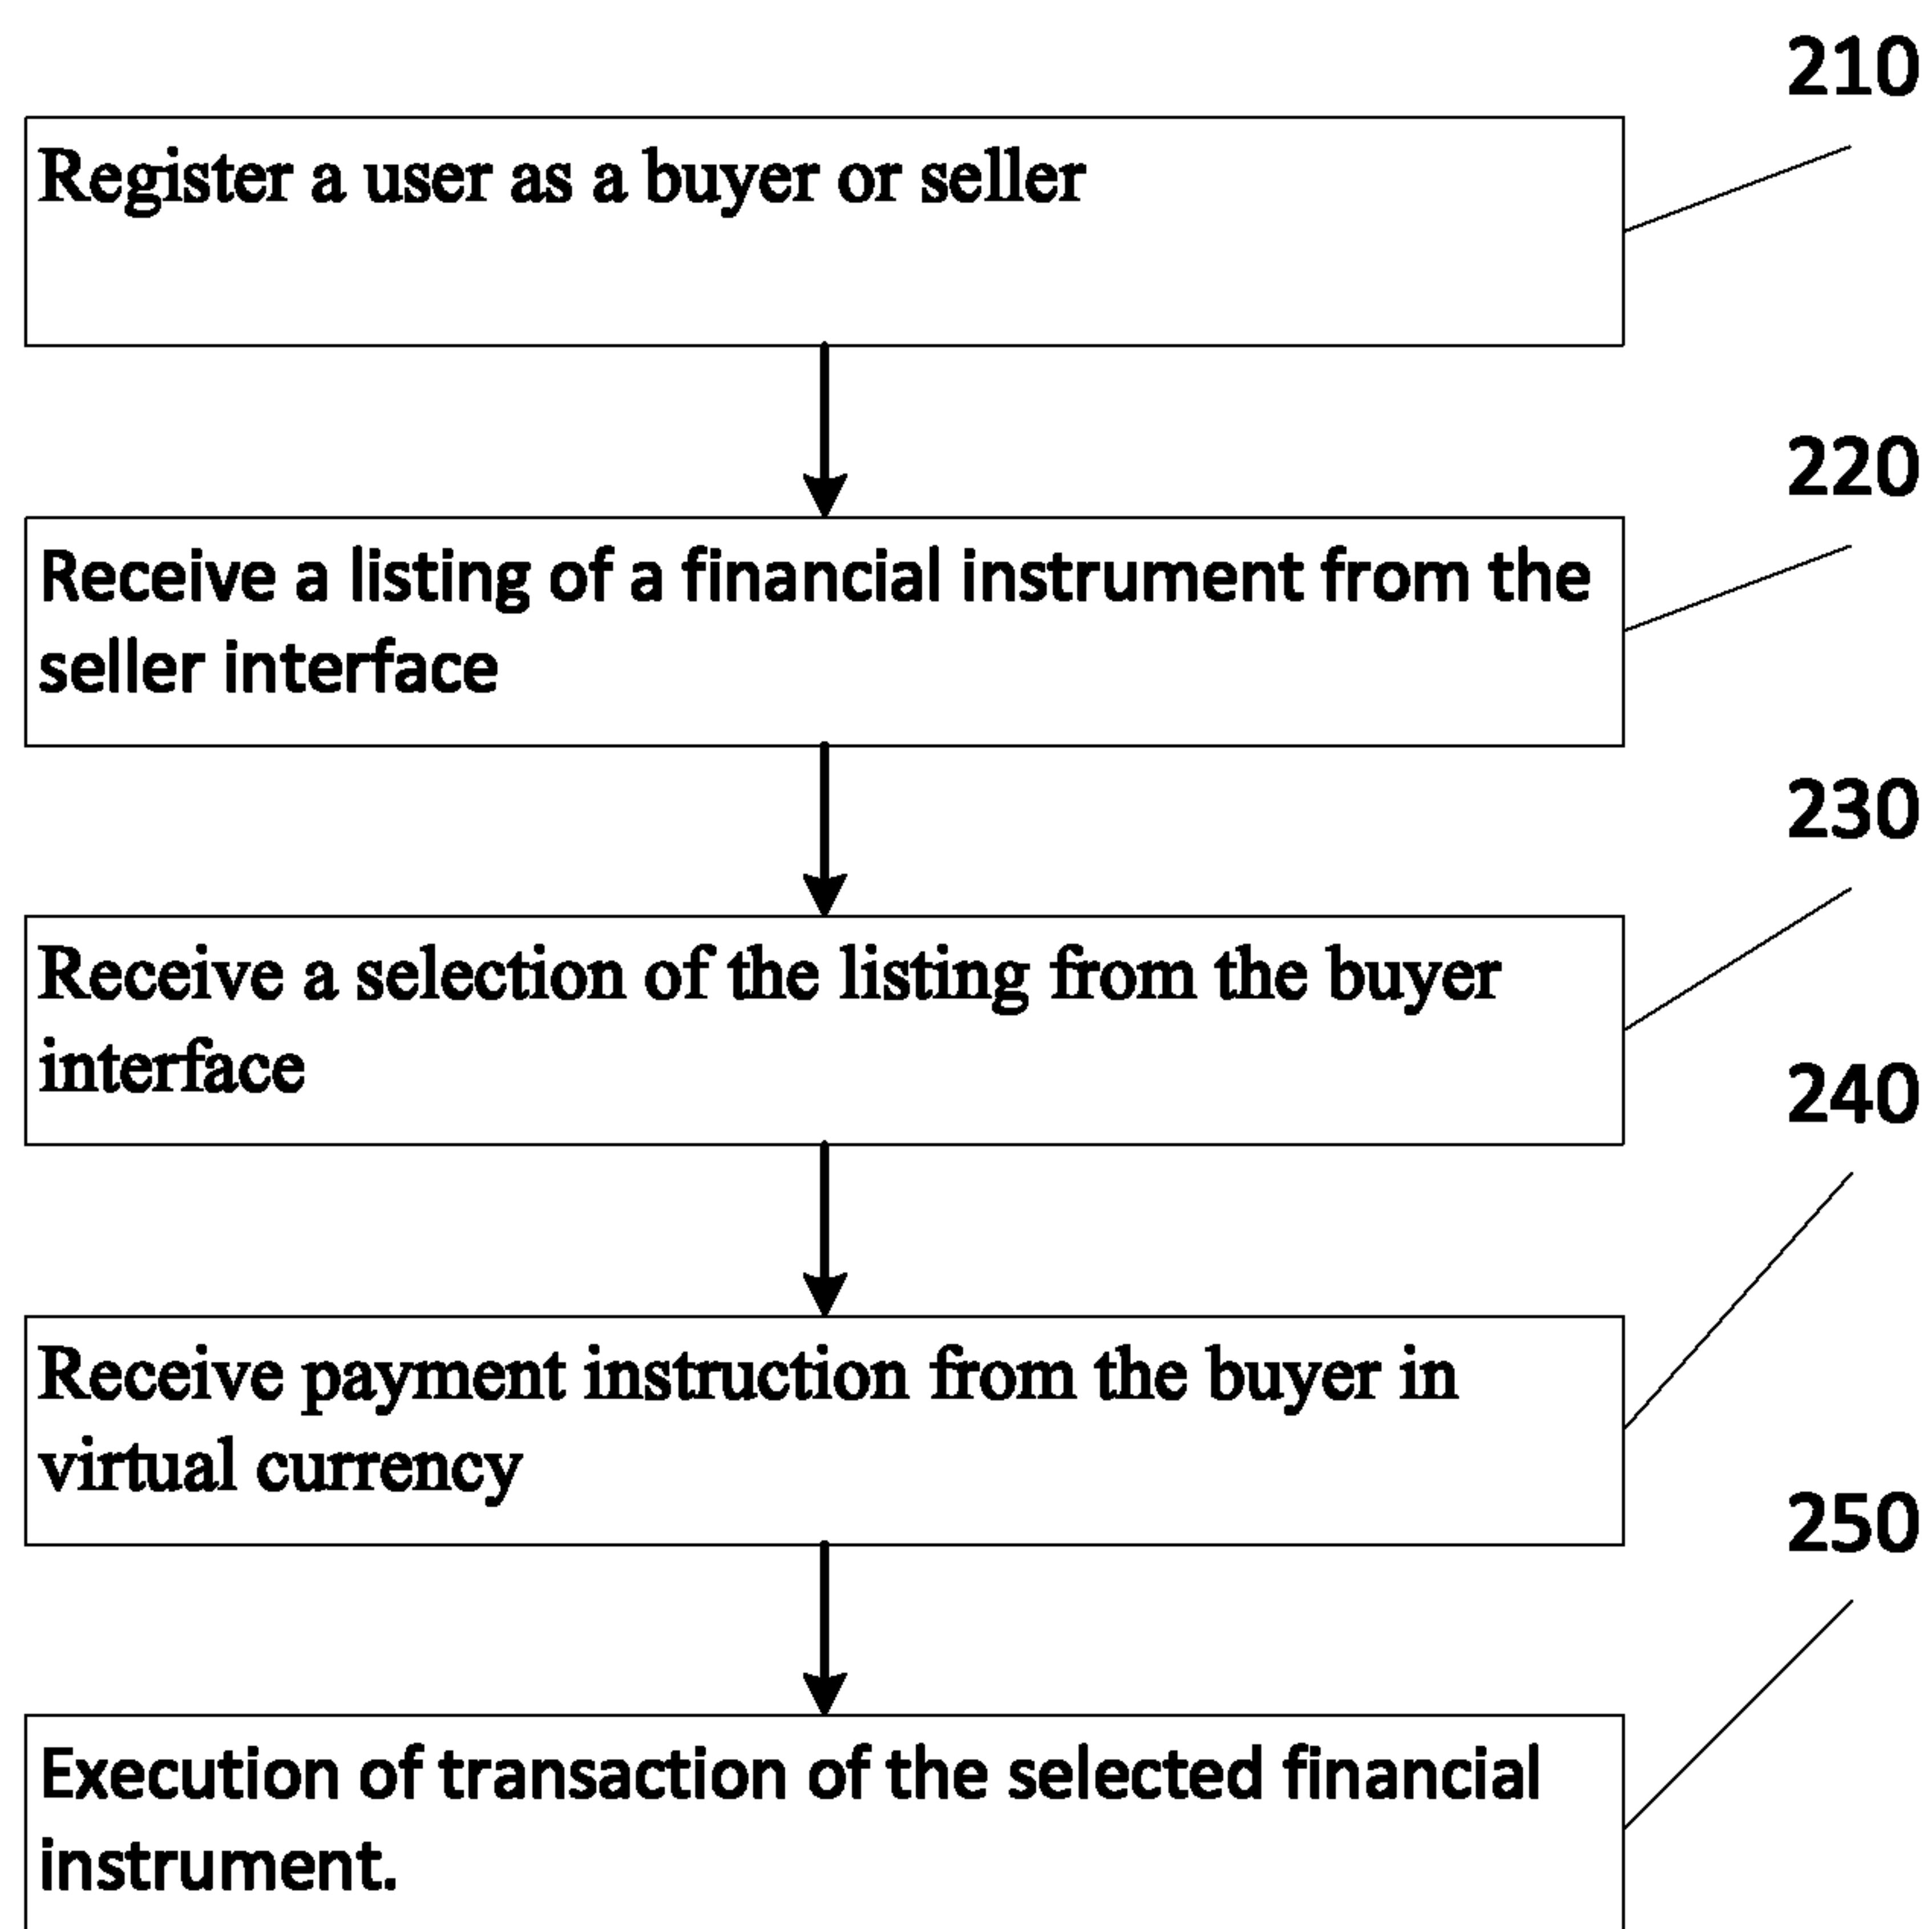 210
Register a user as a buyer or seller
220
Receive a listing of a financial instrument from the
seller interface
230
Receive a selection of the listing from the buyer
interface
240
Receive payment instruction from the buyer in
virtual currency
250
Execution of transaction of the selected financial
instrument.